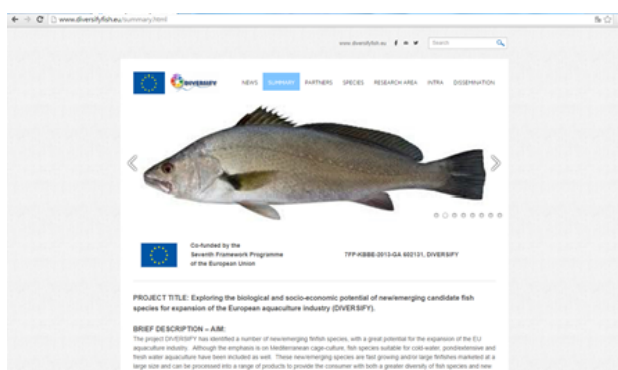 www.diversifyfish.eu/summary.html
www.diversifyfish.eu
Search
DIVERSIFY
NEWS SUMMARY PARTNERS SPECIES RESEARCH AREA INTRA DISSEMINATION
Co-funded by the
Seventh Framework Programme
of the European Union
7FP-KBBE-2013-GA 603121, DIVERSIFY
PROJECT TITLE: Exploring the biological and socio-economic potential of new/emerging candidate fish
species for expansion of the European aquaculture industry (DIVERSIFY).
BRIEF DESCRIPTION – AIM:
The project DIVERSIFY has identified a number of new/emerging finfish species, with a great potential for the expansion of the EU
aquaculture industry. Although the emphasis is on Mediterranean cage-culture, fish species suitable for cold-water, pond/extensive and
fresh water aquaculture have been included as well. These new/emerging species are fast growing and/or large finfishes marketed at a
large size and can be processed into a range of products to provide the consumer with both a greater diversity of fish species and new